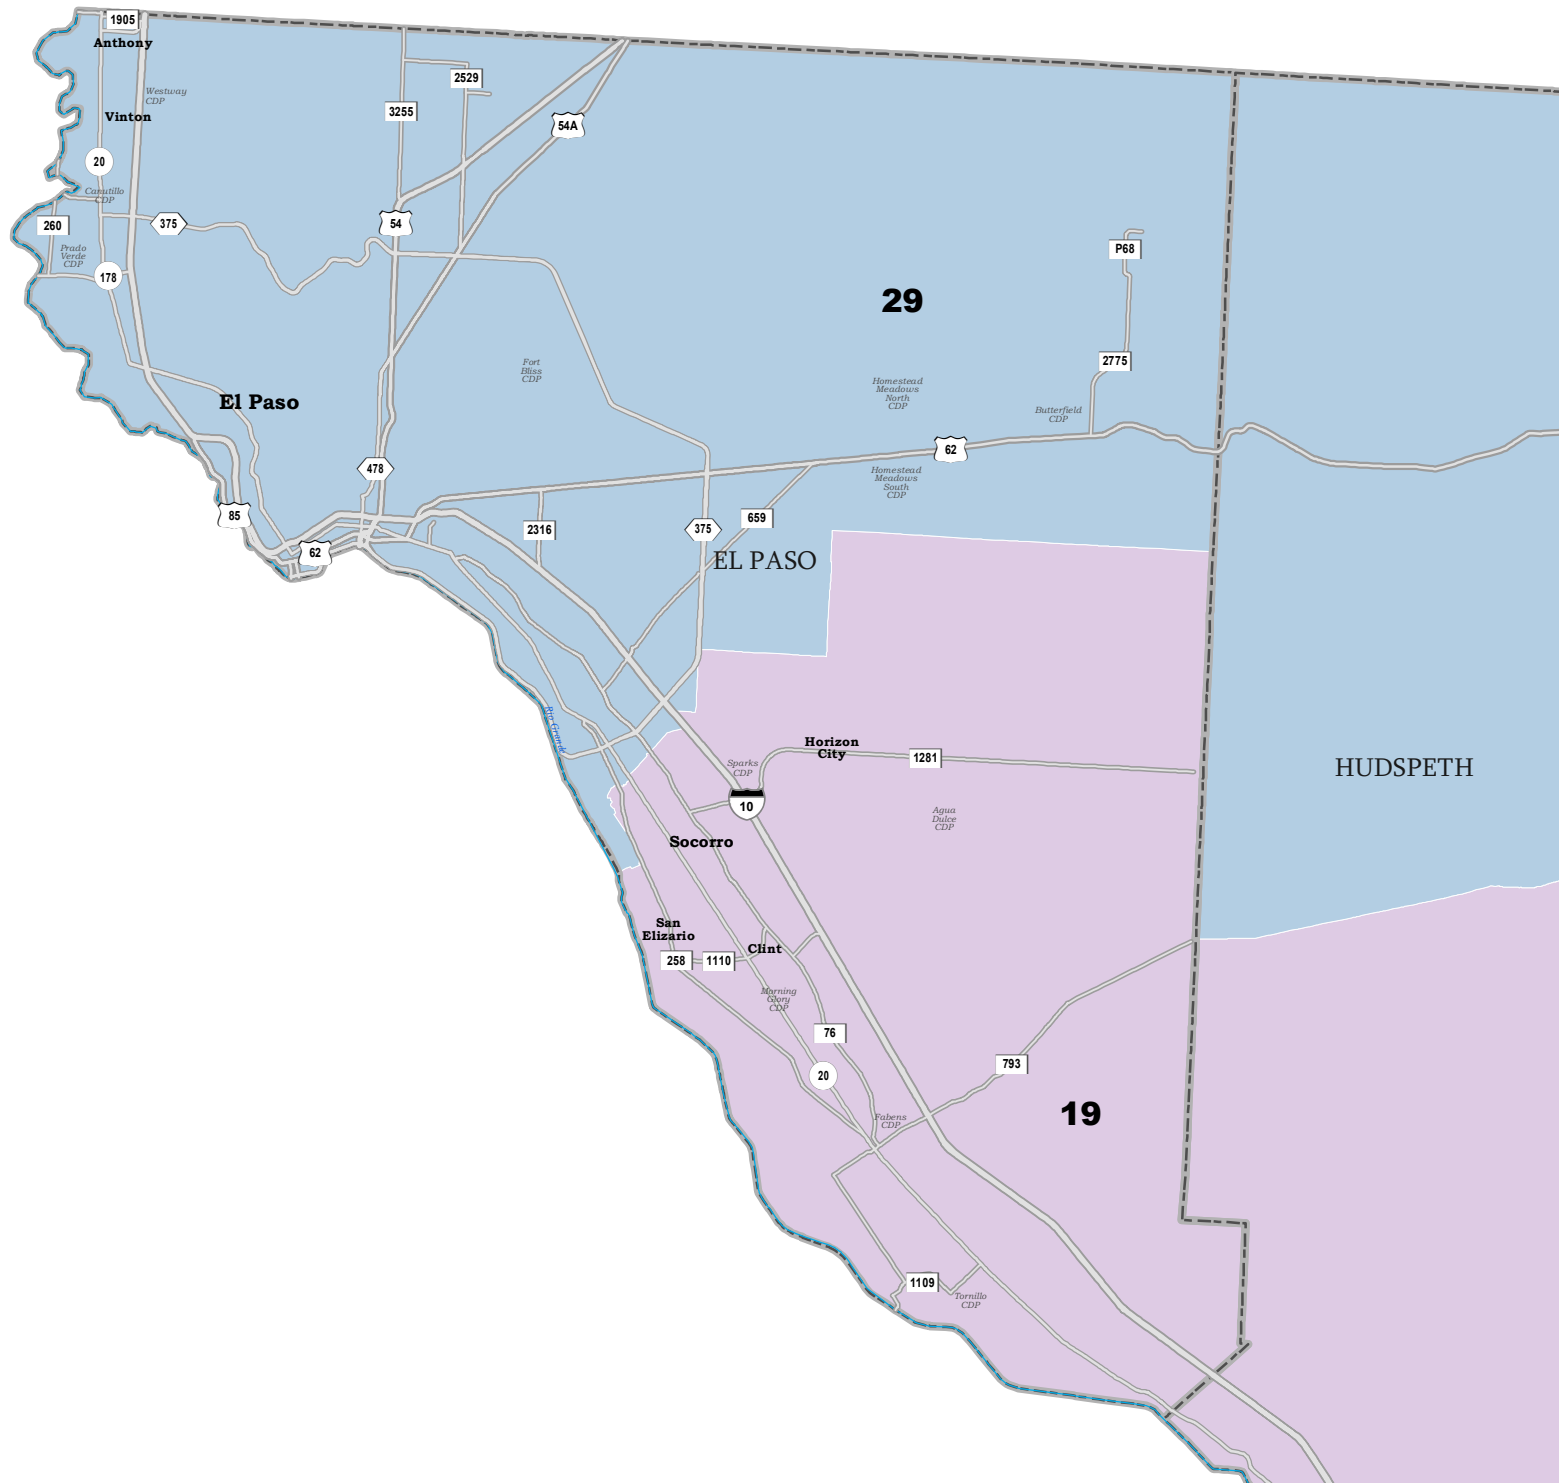 1905
Anthony
Westway
CDP
Vinton
2529
3255
54A
20
Canutillo
CDP
260
375
54
Prado
Verde
CDP
178
P68
29
2775
Fort
Bliss
CDP
Homestead
Meadows
North
CDP
El Paso
Butterfield
CDP
62
478
Homestead
Meadows
South
CDP
85
2316
375
659
62
EL PASO
Rio Grande
Horizon
City
1281
Sparks
CDP
HUDSPETH
10
Agua
Dulce
CDP
Socorro
San
Elizario
Clint
258
1110
Morning
Glory
CDP
76
20
793
Fabens
CDP
19
1109
Tornillo
CDP